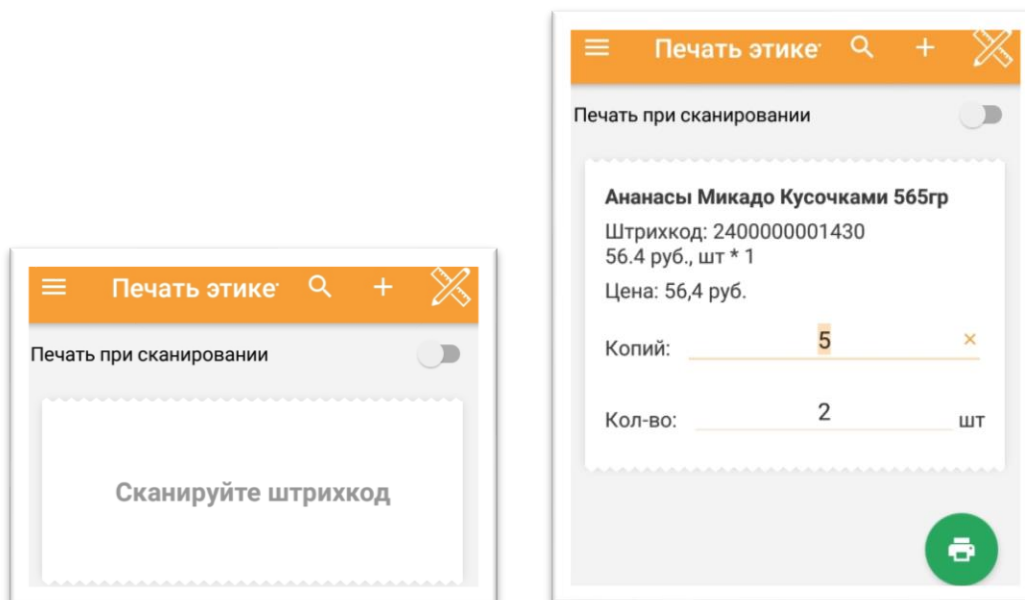 Печать этике
Печать при сканировании
Сканируйте штрихкод
Печать этике
Печать при сканировании
Ананасы Микадо Кусочками 565гр
Штрихкод: 2400000001430
56.4 руб., шт * 1
Цена: 56,4 руб.
Копий: 5
Кол-во: 2 шт